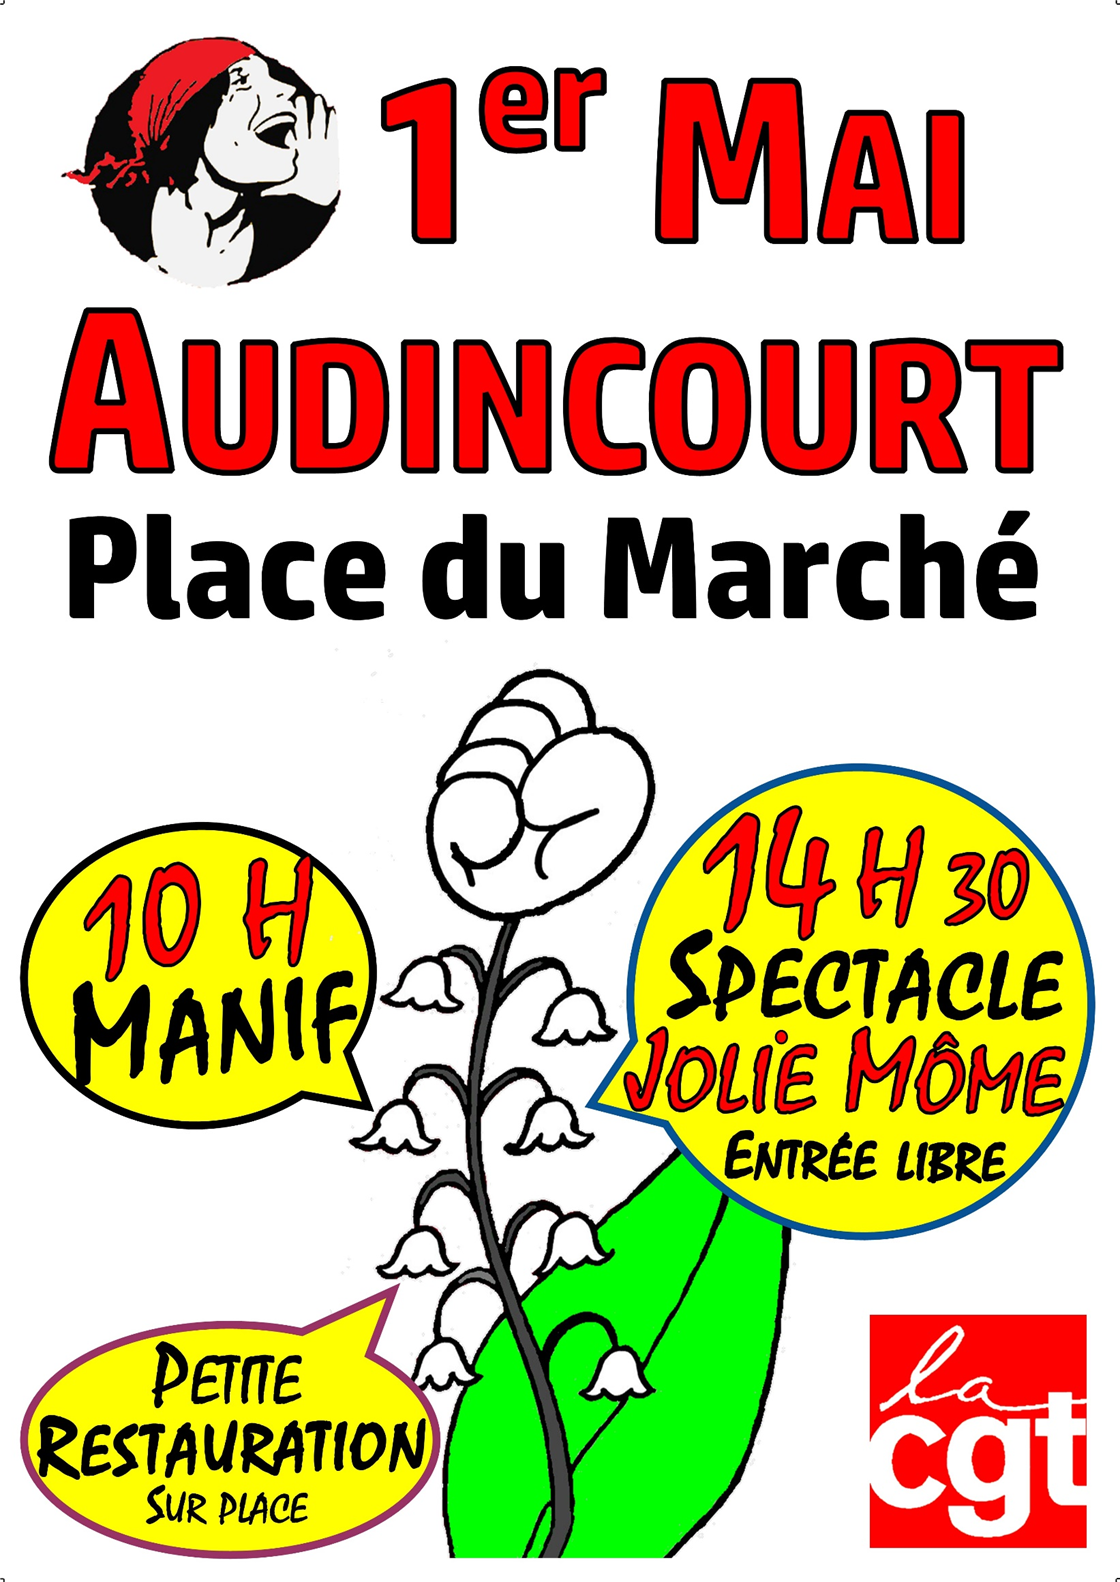 1er MAI
AUDINCOURT
Place du Marché
10 H
MANIF
14 H 30
SPECTACLE
JOLIE MÔME
ENTRÉE LIBRE
PETITE
RESTAURATION
SUR PLACE
la
cgt